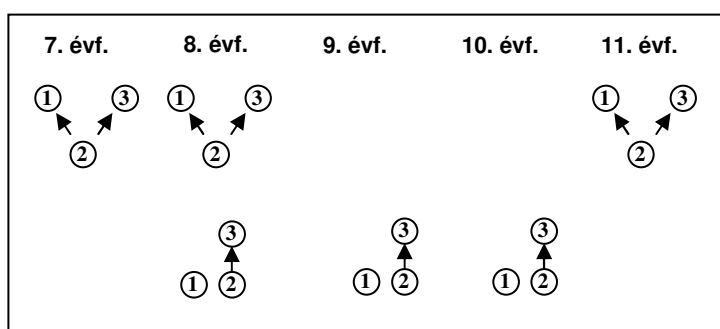 7. évf. 8. évf. 9. évf. 10. évf. 11. évf.
1 3 1 3 1 3
2 2 2
3 3 3
1 2 1 2 1 2